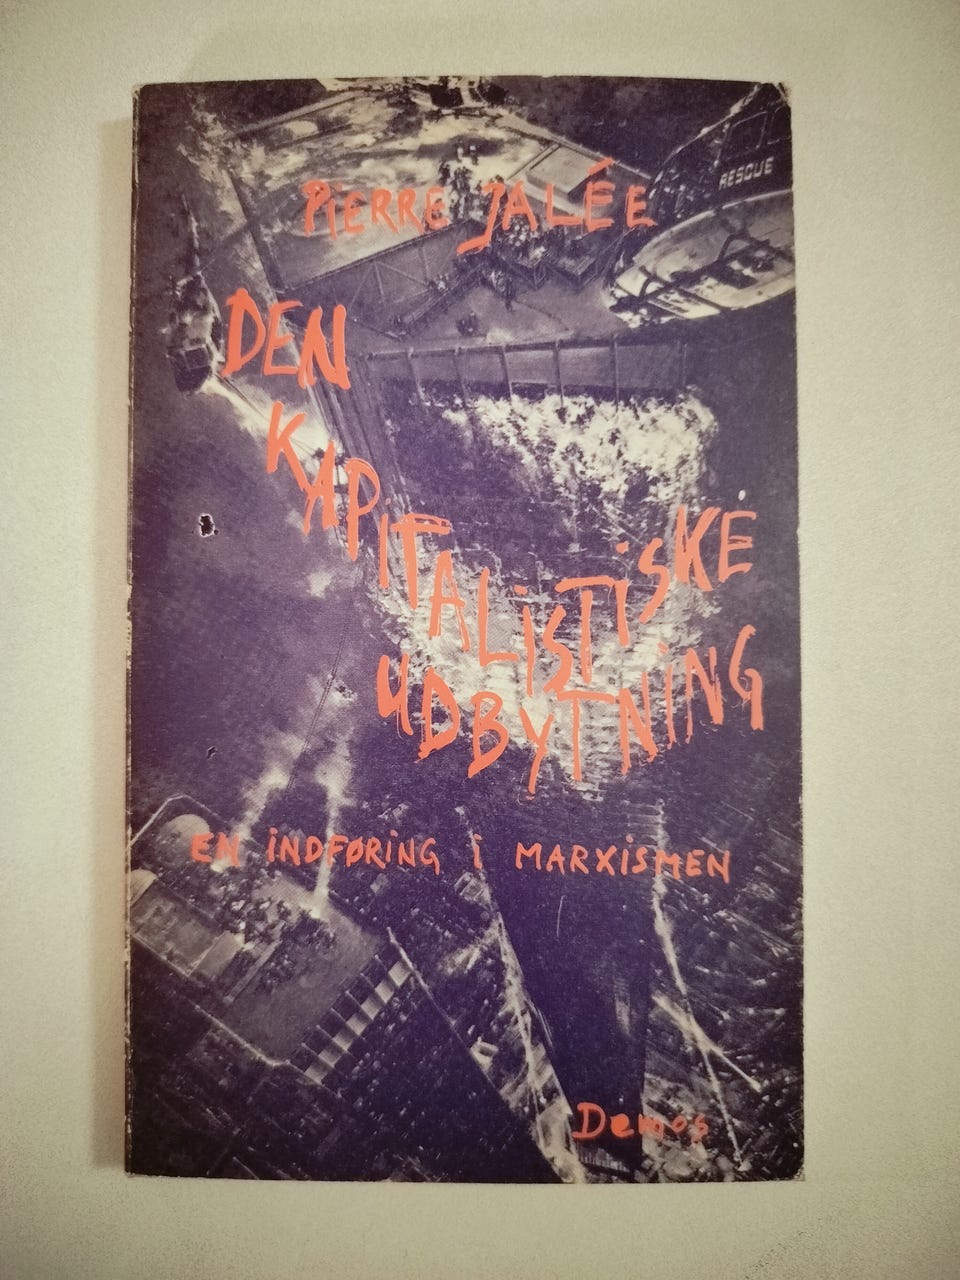 RESCUE
PiERRE JALÉE
DEN
KAPiTALiSTiSKE
UDBYTNiNG
EN iNDFØRiNG i MARXiSMEN
Demos